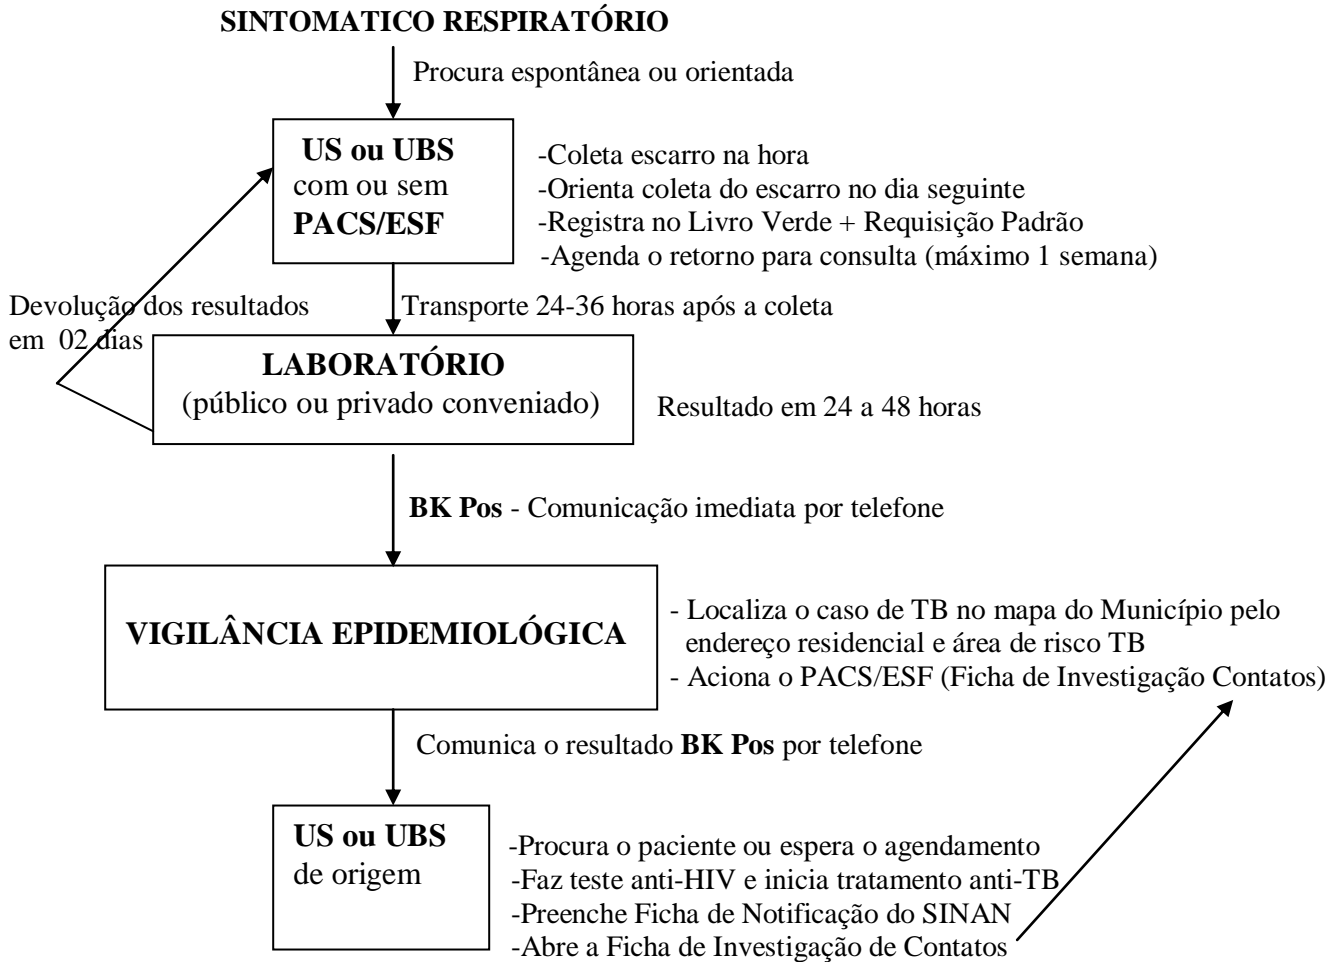 SINTOMATICO RESPIRATÓRIO
Procura espontânea ou orientada
US ou UBS
com ou sem
PACS/ESF
-Coleta escarro na hora
-Orienta coleta do escarro no dia seguinte
-Registra no Livro Verde + Requisição Padrão
-Agenda o retorno para consulta (máximo 1 semana)
Devolução dos resultados
em 02 dias
Transporte 24-36 horas após a coleta
LABORATÓRIO
(público ou privado conveniado)
Resultado em 24 a 48 horas
BK Pos - Comunicação imediata por telefone
VIGILÂNCIA EPIDEMIOLÓGICA
- Localiza o caso de TB no mapa do Município pelo
endereço residencial e área de risco TB
- Aciona o PACS/ESF (Ficha de Investigação Contatos)
Comunica o resultado BK Pos por telefone
US ou UBS
de origem
-Procura o paciente ou espera o agendamento
-Faz teste anti-HIV e inicia tratamento anti-TB
-Preenche Ficha de Notificação do SINAN
-Abre a Ficha de Investigação de Contatos